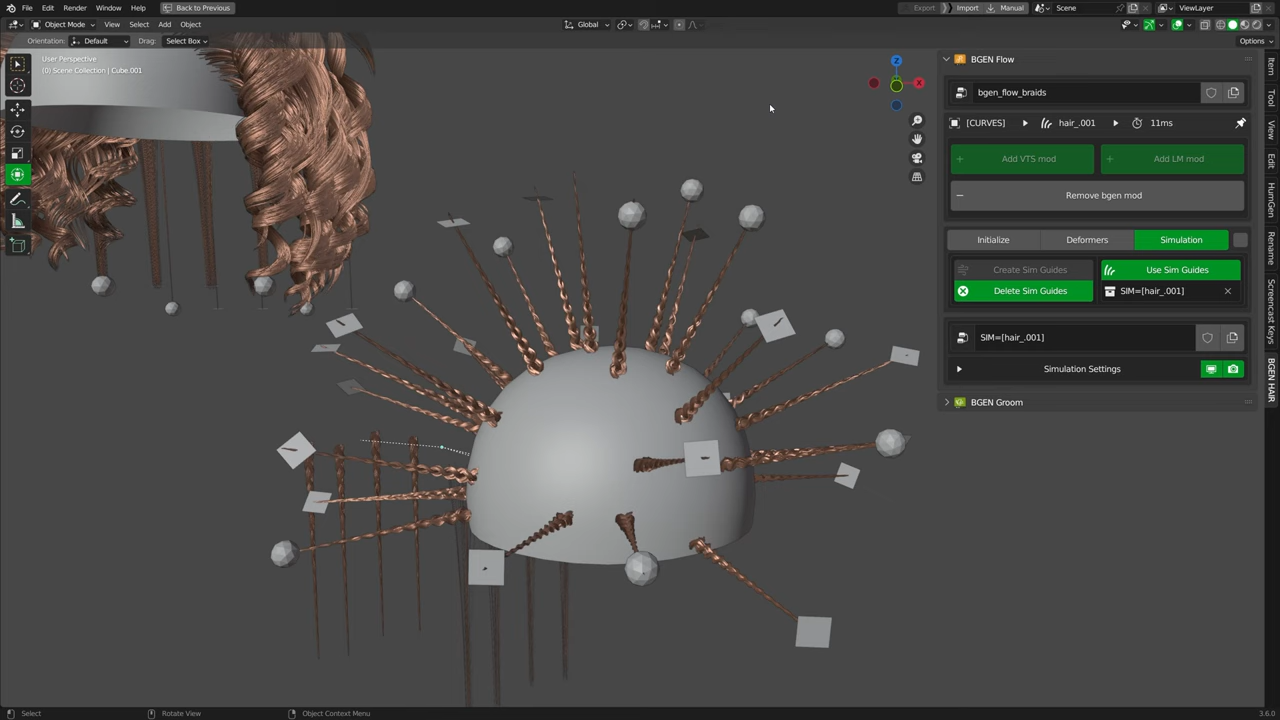 File Edit Render Window Help Back to Previous Export Import Manual Scene ViewLayer
Object Mode View Select Add Object Global
Orientation: Default Drag: Select Box Options
User Perspective
(0) Scene Collection | Cube.001
Z
X
BGEN Flow
bgen_flow_braids
[CURVES] hair_.001 11ms
Add VTS mod Add LM mod
Remove bgen mod
Initialize Deformers Simulation
Create Sim Guides Use Sim Guides
Delete Sim Guides SIM=[hair_.001]
SIM=[hair_.001]
Simulation Settings
BGEN Groom
Item
Tool
View
Edit
HumGen
Rename
Screencast Keys
BGEN HAIR
Select Rotate View Object Context Menu 3.6.0